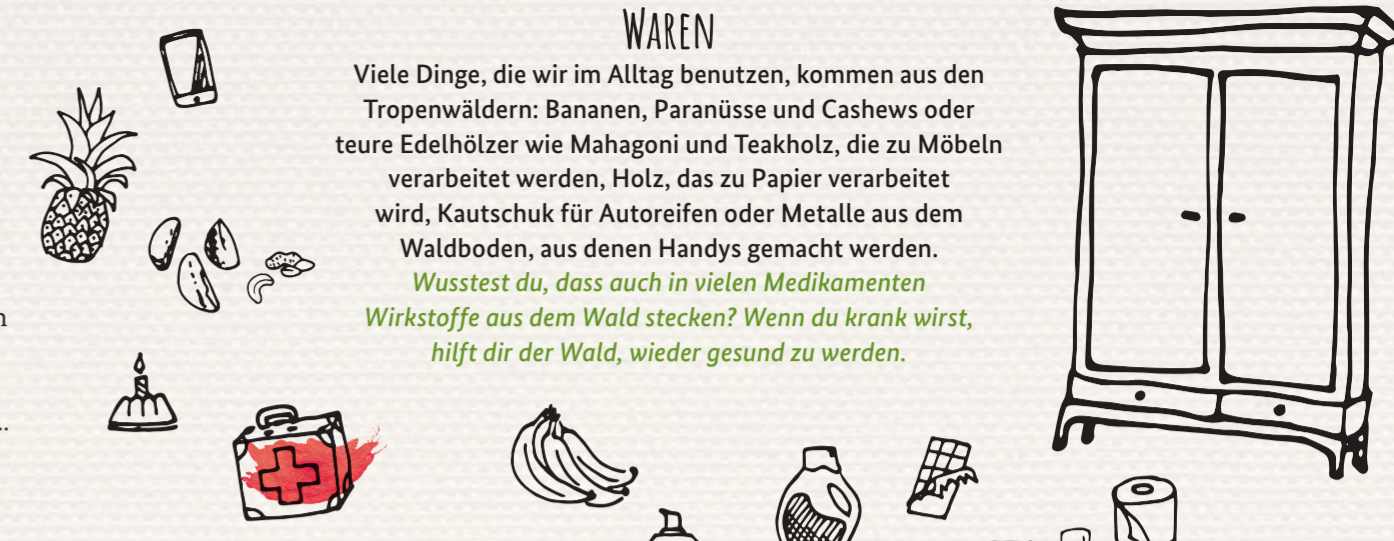 WAREN
Viele Dinge, die wir im Alltag benutzen, kommen aus den
Tropenwäldern: Bananen, Paranüsse und Cashews oder
teure Edelhölzer wie Mahagoni und Teakholz, die zu Möbeln
verarbeitet werden, Holz, das zu Papier verarbeitet
wird, Kautschuk für Autoreifen oder Metalle aus dem
Waldboden, aus denen Handys gemacht werden.
Wusstest du, dass auch in vielen Medikamenten
Wirkstoffe aus dem Wald stecken? Wenn du krank wirst,
hilft dir der Wald, wieder gesund zu werden.